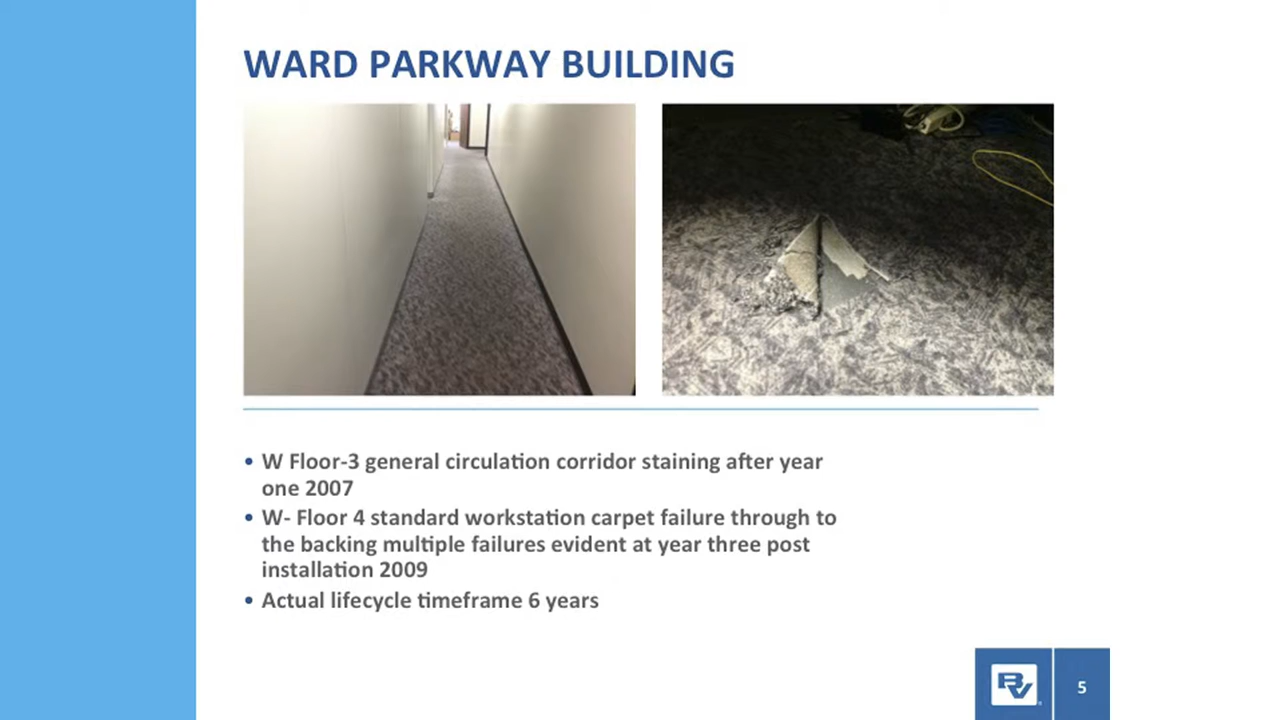 WARD PARKWAY BUILDING
• W Floor-3 general circulation corridor staining after year
one 2007
• W- Floor 4 standard workstation carpet failure through to
the backing multiple failures evident at year three post
installation 2009
• Actual lifecycle timeframe 6 years
BV
5